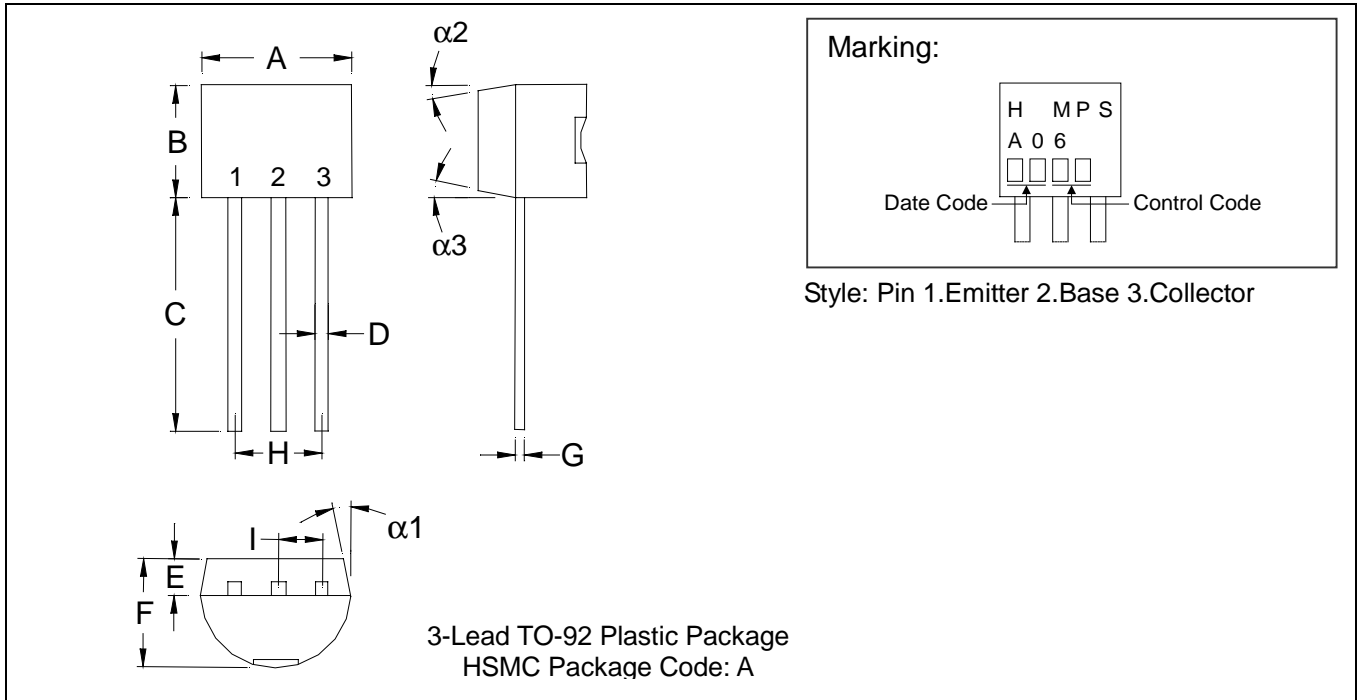 α2
A
B
1 2 3
α3
C
D
H
G
I
α1
E
F
3-Lead TO-92 Plastic Package
HSMC Package Code: A
Marking:
H MPS
A06
Date Code
Control Code
Style: Pin 1.Emitter 2.Base 3.Collector